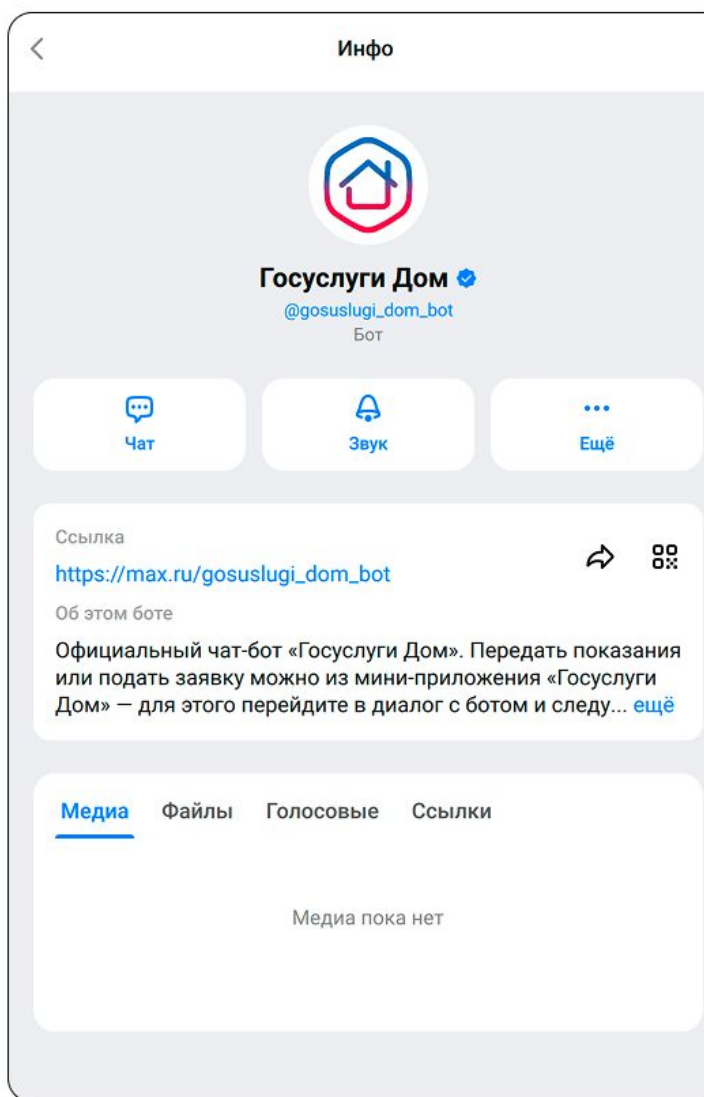 Инфо
Госуслуги Дом
@gosuslugi_dom_bot
Бот
Чат
Звук
Ещё
Ссылка
https://max.ru/gosuslugi_dom_bot
Об этом боте
Официальный чат-бот «Госуслуги Дом». Передать показания
или подать заявку можно из мини-приложения «Госуслуги
Дом» — для этого перейдите в диалог с ботом и следу... ещё
Медиа Файлы Голосовые Ссылки
Медиа пока нет